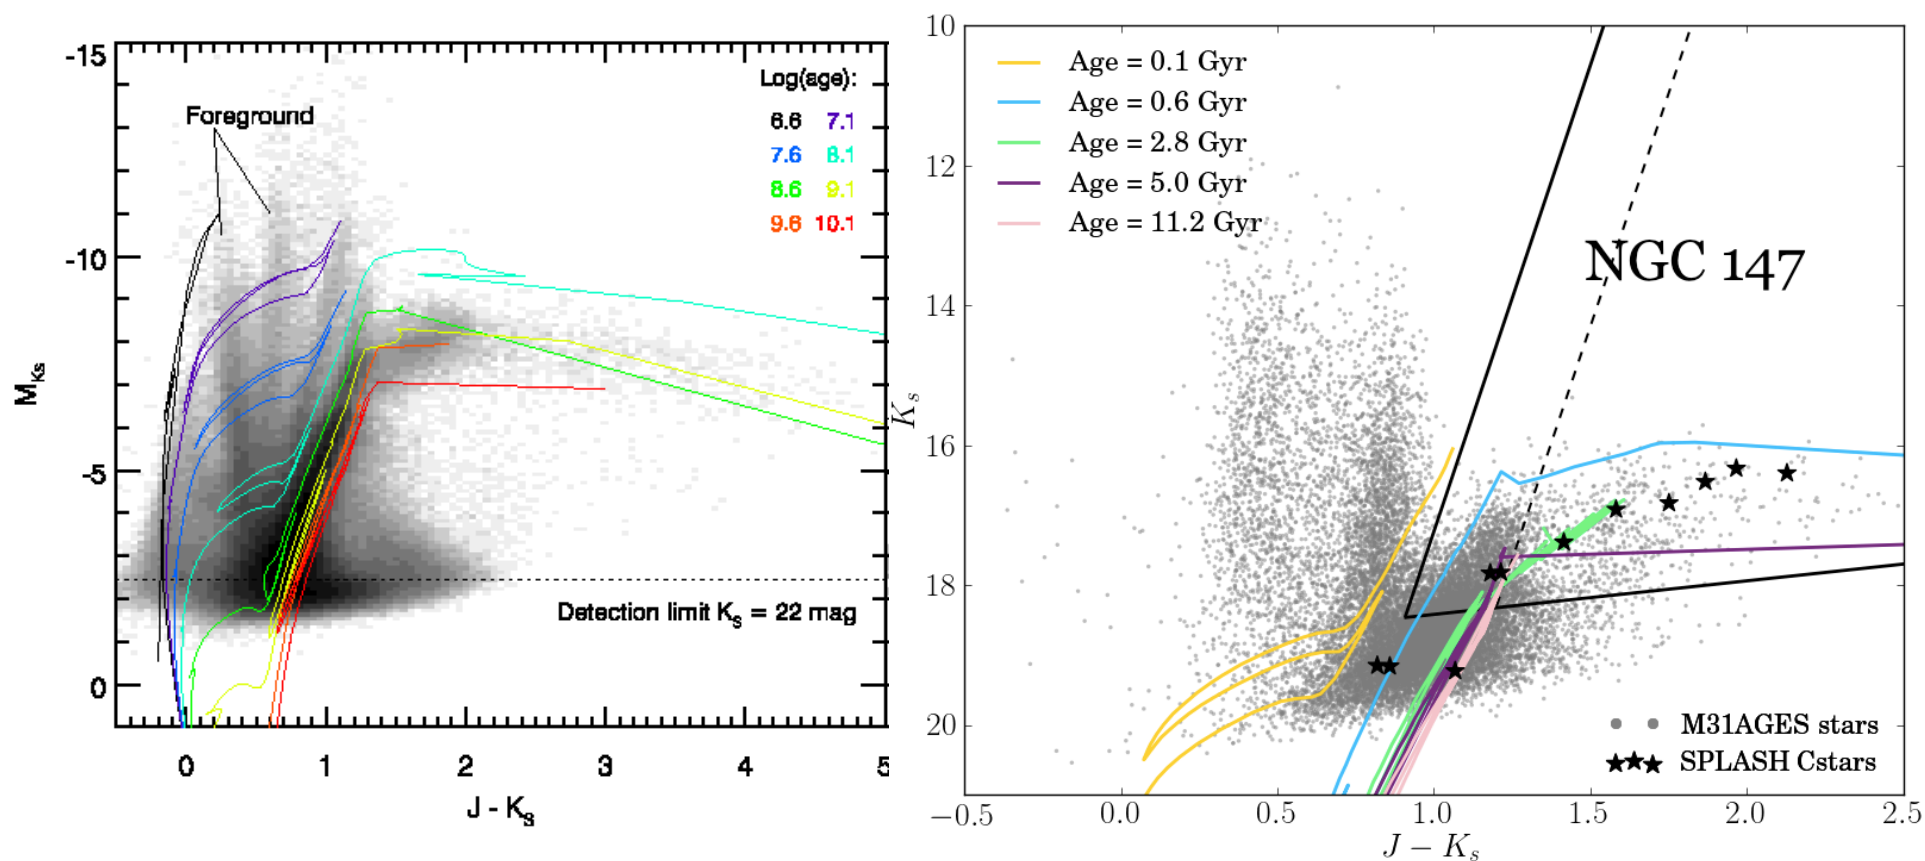 -15
-10
-5
0
M_Ks
Foreground
Log(age):
6.6 7.1
7.6 8.1
8.6 9.1
9.6 10.1
Detection limit K_s = 22 mag
0 1 2 3 4 5
J - K_s
10
12
14
16
18
20
K_s
Age = 0.1 Gyr
Age = 0.6 Gyr
Age = 2.8 Gyr
Age = 5.0 Gyr
Age = 11.2 Gyr
NGC 147
M31AGES stars
SPLASH Cstars
−0.5 0.0 0.5 1.0 1.5 2.0 2.5
J − K_s